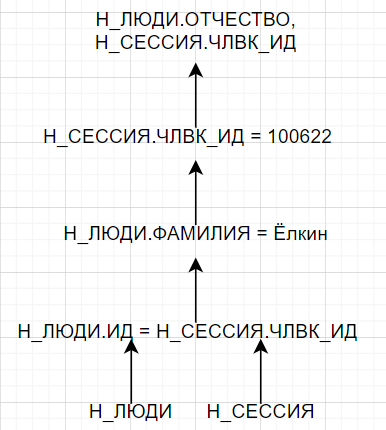 Н_ЛЮДИ.ОТЧЕСТВО,
Н_СЕССИЯ.ЧЛВК_ИД
Н_СЕССИЯ.ЧЛВК_ИД = 100622
Н_ЛЮДИ.ФАМИЛИЯ = Ёлкин
Н_ЛЮДИ.ИД = Н_СЕССИЯ.ЧЛВК_ИД
Н_ЛЮДИ Н_СЕССИЯ